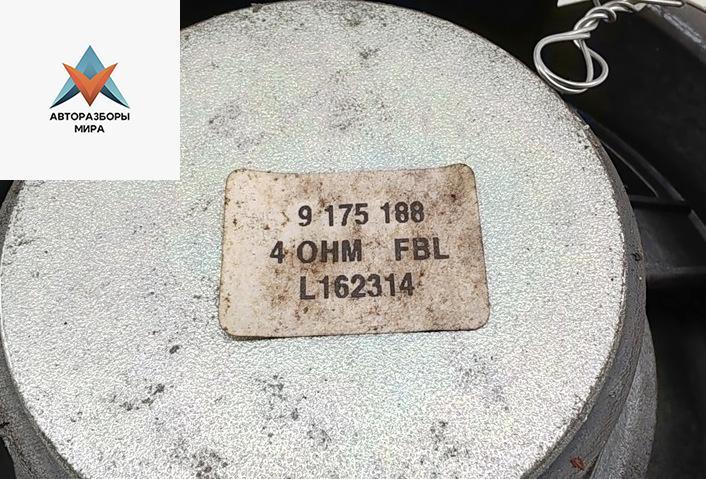 АВТОРАЗБОРЫ
МИРА
9 175 188
4 OHM FBL
L162314